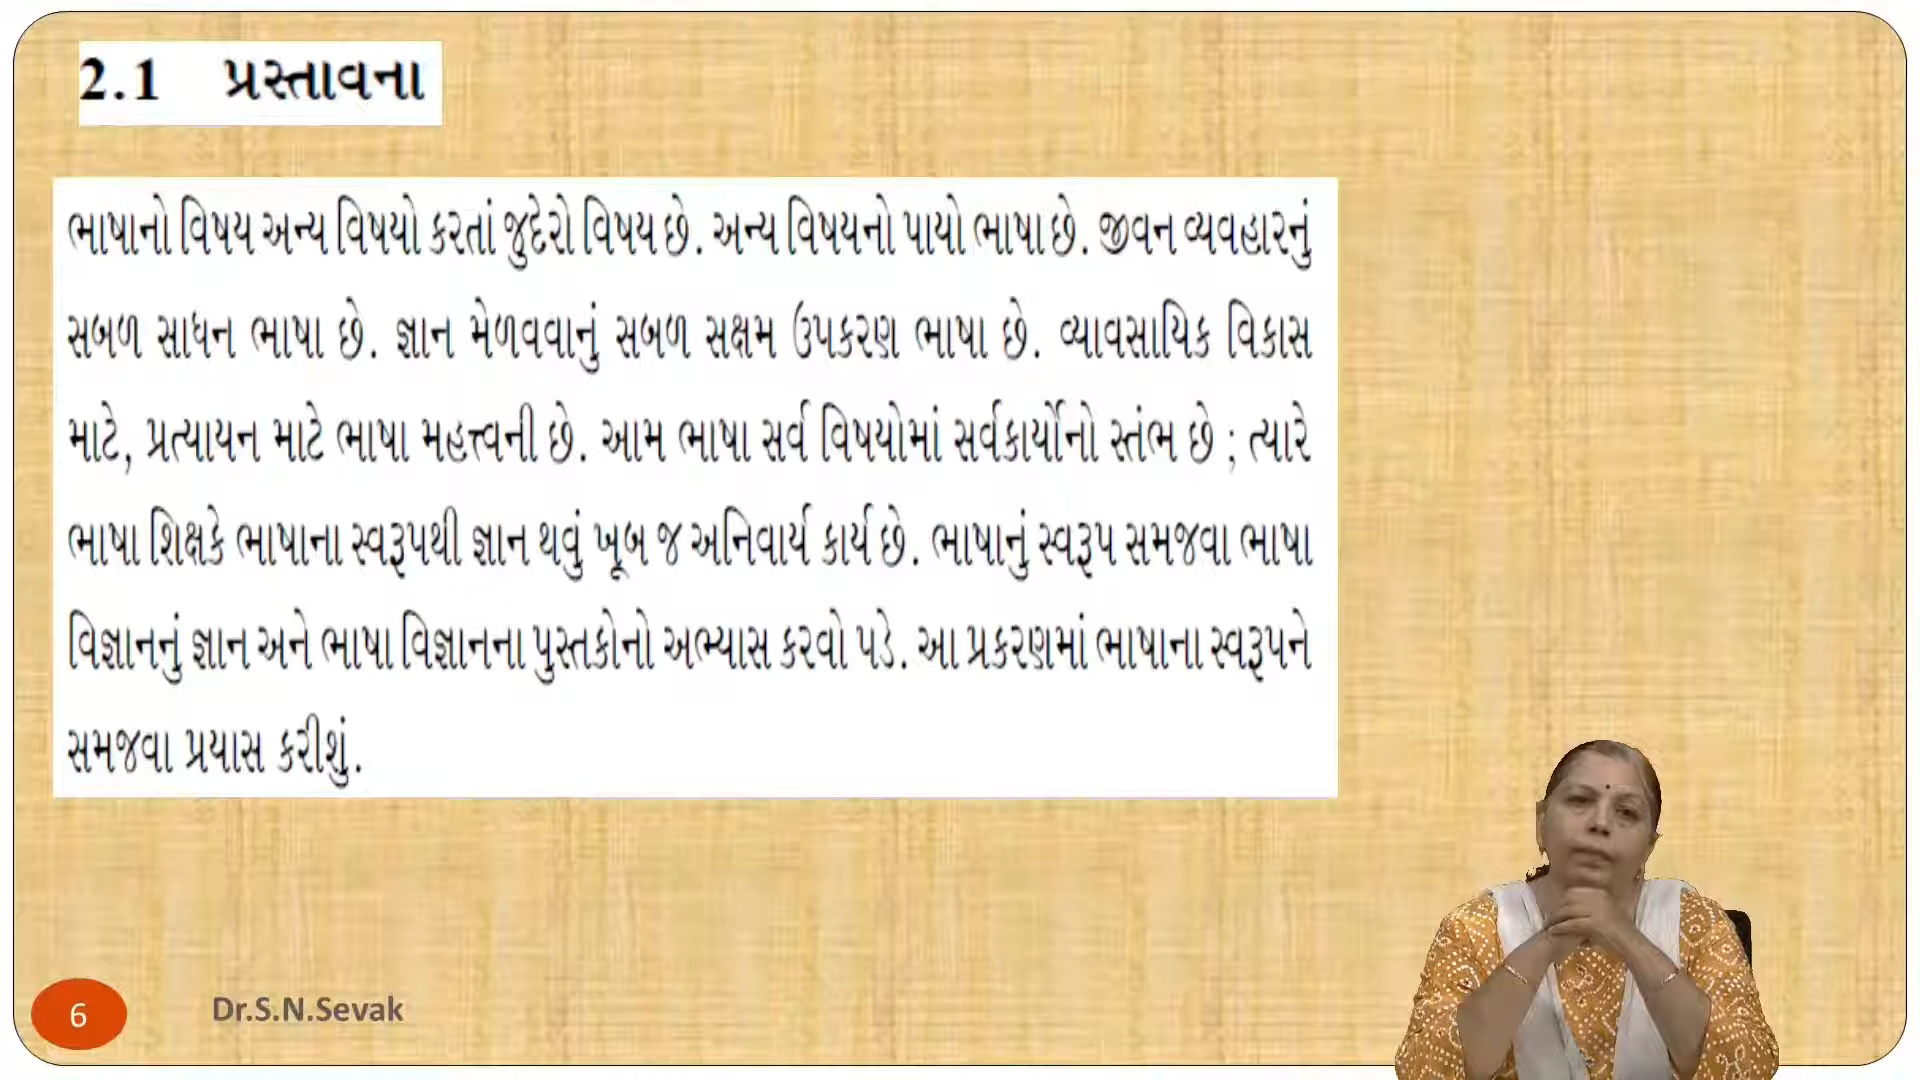 2.1 પ્રસ્તાવના
ભાષાનો વિષય અન્ય વિષયો કરતાં જુદેરો વિષય છે. અન્ય વિષયનો પાયો ભાષા છે. જીવન વ્યવહારનું
સબળ સાધન ભાષા છે. જ્ઞાન મેળવવાનું સબળ સક્ષમ ઉપકરણ ભાષા છે. વ્યાવસાયિક વિકાસ
માટે, પ્રત્યાયન માટે ભાષા મહત્ત્વની છે. આમ ભાષા સર્વ વિષયોમાં સર્વકાર્યોનો સ્તંભ છે ; ત્યારે
ભાષા શિક્ષકે ભાષાના સ્વરૂપથી જ્ઞાન થવું ખૂબ જ અનિવાર્ય કાર્ય છે. ભાષાનું સ્વરૂપ સમજવા ભાષા
વિજ્ઞાનનું જ્ઞાન અને ભાષા વિજ્ઞાનના પુસ્તકોનો અભ્યાસ કરવો પડે. આ પ્રકરણમાં ભાષાના સ્વરૂપને
સમજવા પ્રયાસ કરીશું.
6 Dr.S.N.Sevak